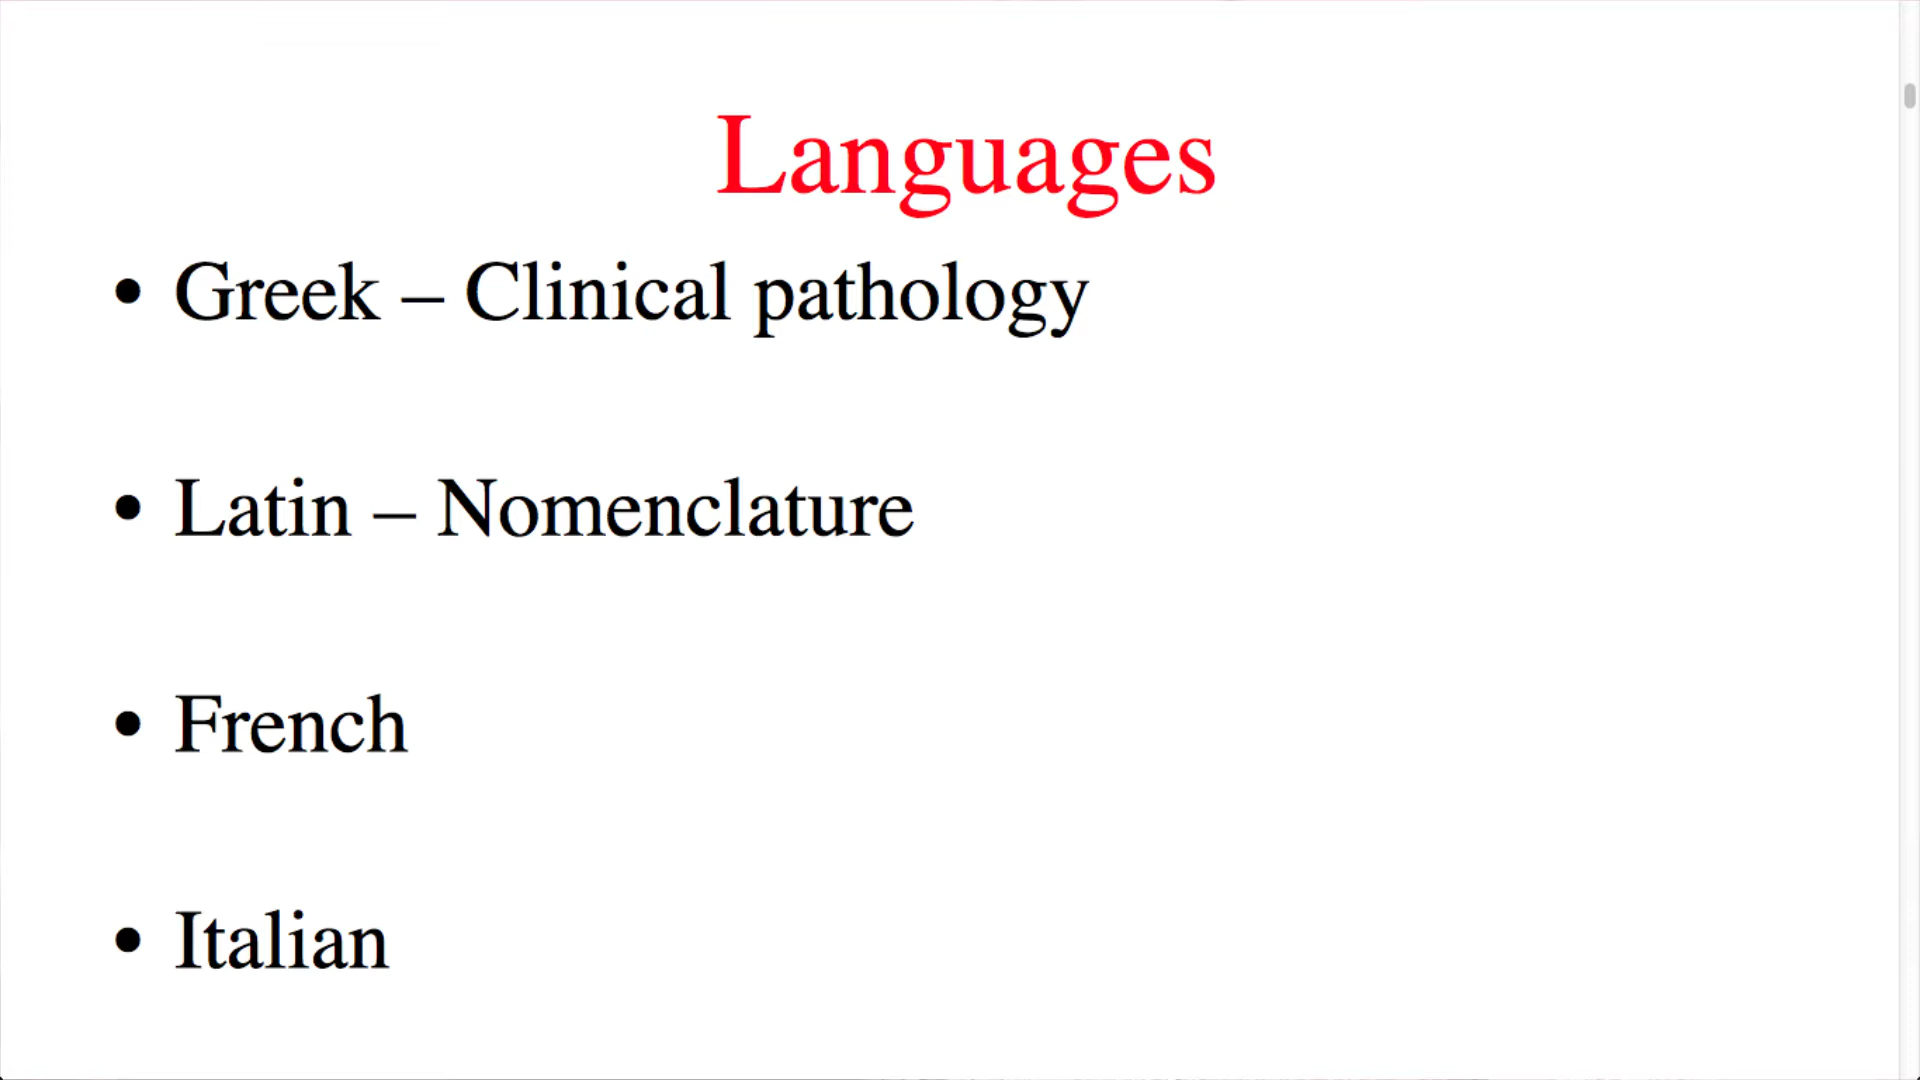 Languages
• Greek – Clinical pathology
• Latin – Nomenclature
• French
• Italian